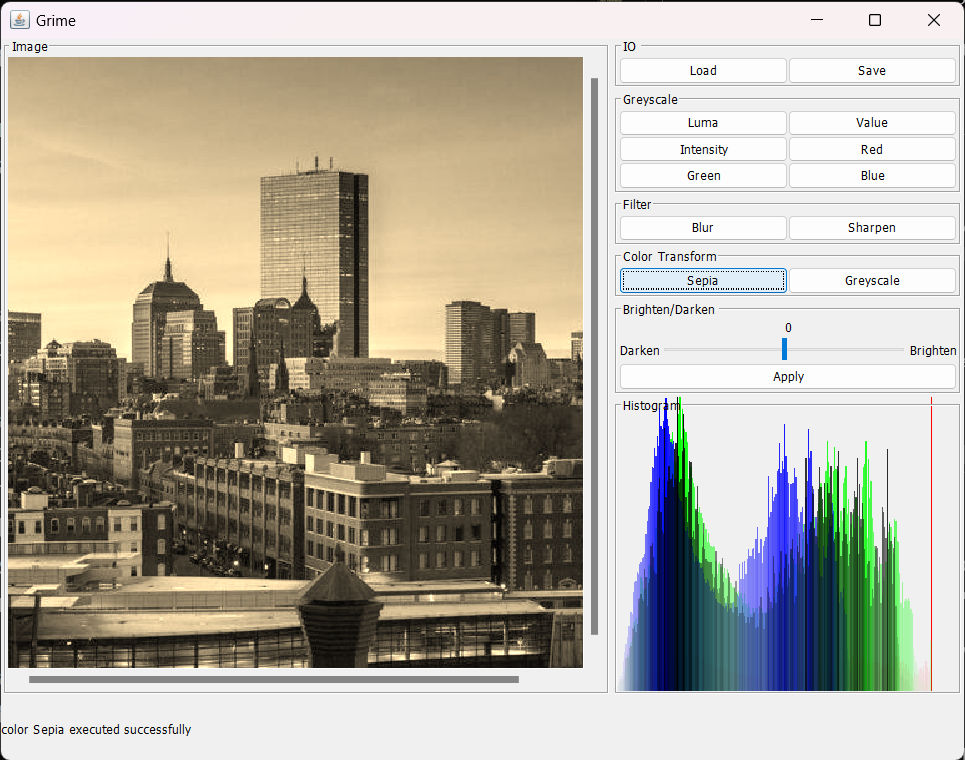 Grime
Image
IO
Load Save
Greyscale
Luma Value
Intensity Red
Green Blue
Filter
Blur Sharpen
Color Transform
Sepia Greyscale
Brighten/Darken
0
Darken Brighten
Apply
Histogram
color Sepia executed successfully